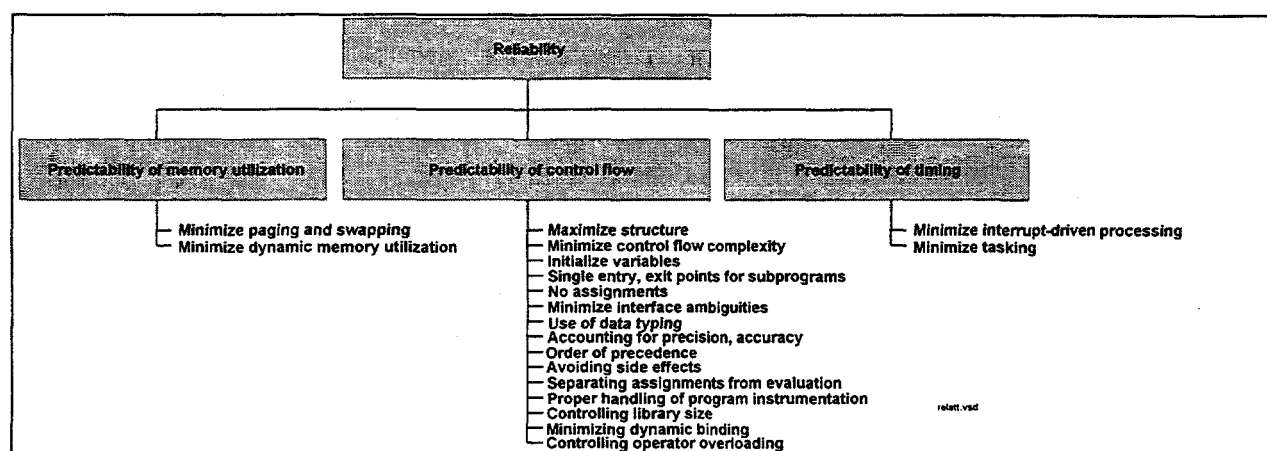 Reliability
Predictability of memory utilization
Predictability of control flow
Predictability of timing
Minimize paging and swapping
Minimize dynamic memory utilization
Maximize structure
Minimize control flow complexity
Initialize variables
Single entry, exit points for subprograms
No assignments
Minimize interface ambiguities
Use of data typing
Accounting for precision, accuracy
Order of precedence
Avoiding side effects
Separating assignments from evaluation
Proper handling of program instrumentation
Controlling library size
Minimizing dynamic binding
Controlling operator overloading
Minimize interrupt-driven processing
Minimize tasking
relatt.vsd